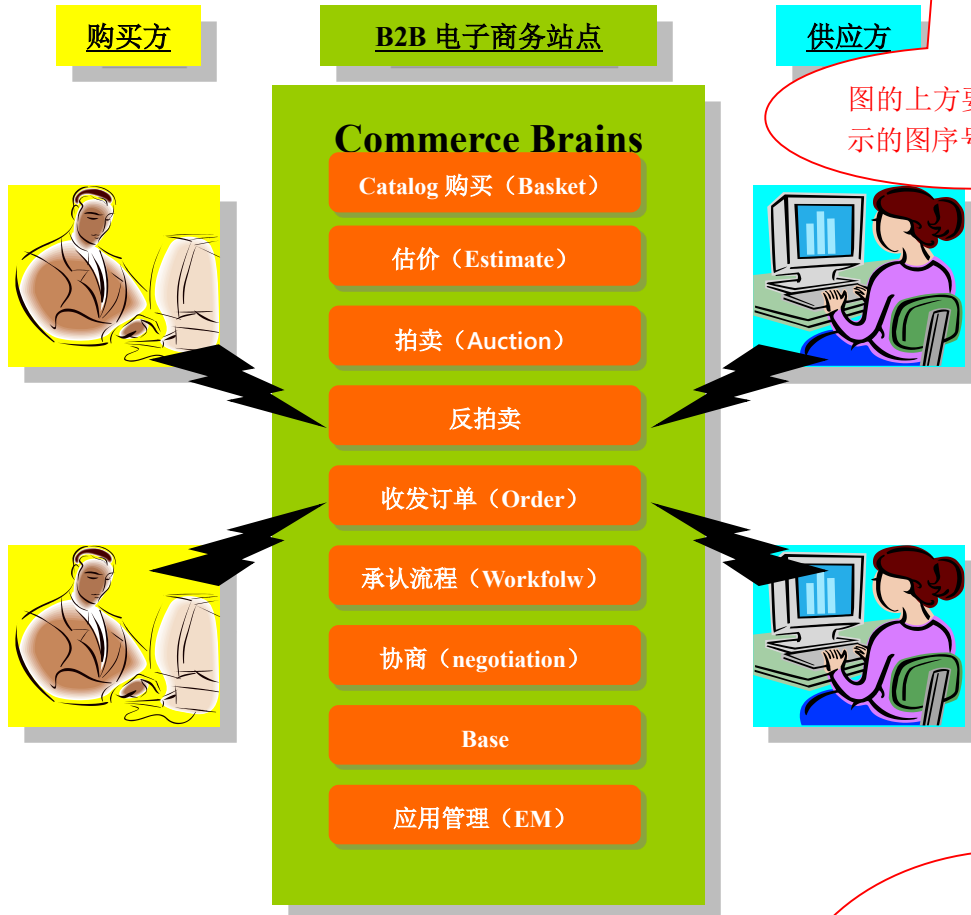 购买方
B2B 电子商务站点
供应方
图的上方要
示的图序号
Commerce Brains
Catalog 购买（Basket）
估价（Estimate）
拍卖（Auction）
反拍卖
收发订单（Order）
承认流程（Workfolw）
协商（negotiation）
Base
应用管理（EM）